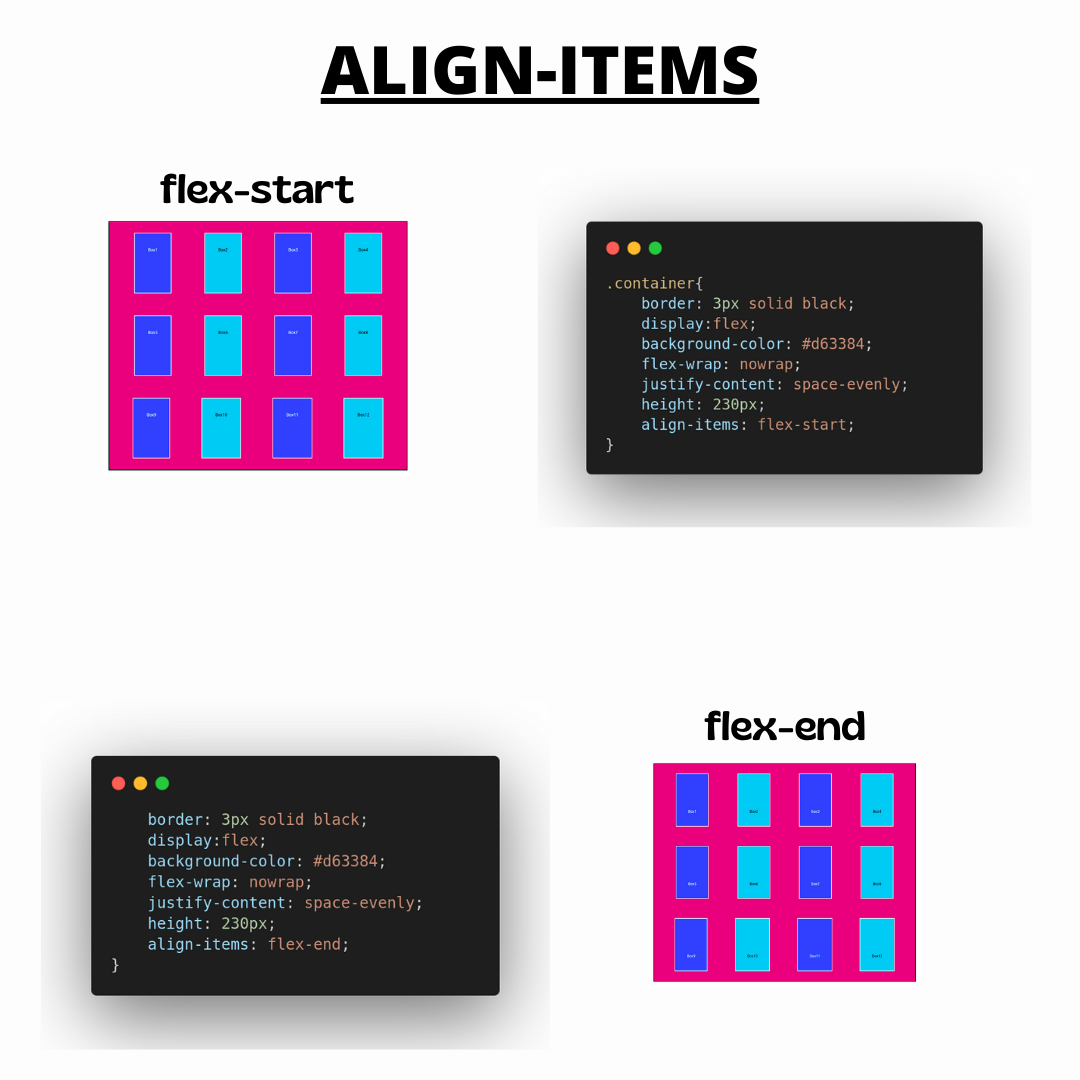 ALIGN-ITEMS
flex-start
Box1 Box2 Box3 Box4
Box5 Box6 Box7 Box8
Box9 Box10 Box11 Box12
.container{
    border: 3px solid black;
    display:flex;
    background-color: #d63384;
    flex-wrap: nowrap;
    justify-content: space-evenly;
    height: 230px;
    align-items: flex-start;
}
    border: 3px solid black;
    display:flex;
    background-color: #d63384;
    flex-wrap: nowrap;
    justify-content: space-evenly;
    height: 230px;
    align-items: flex-end;
}
flex-end
Box1 Box2 Box3 Box4
Box5 Box6 Box7 Box8
Box9 Box10 Box11 Box12